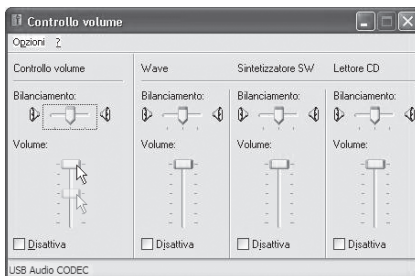 Controllo volume
Opzioni ?
Controllo volume
Bilanciamento:
Volume:
Disattiva
Wave
Bilanciamento:
Volume:
Disattiva
Sintetizzatore SW
Bilanciamento:
Volume:
Disattiva
Lettore CD
Bilanciamento:
Volume:
Disattiva
USB Audio CODEC